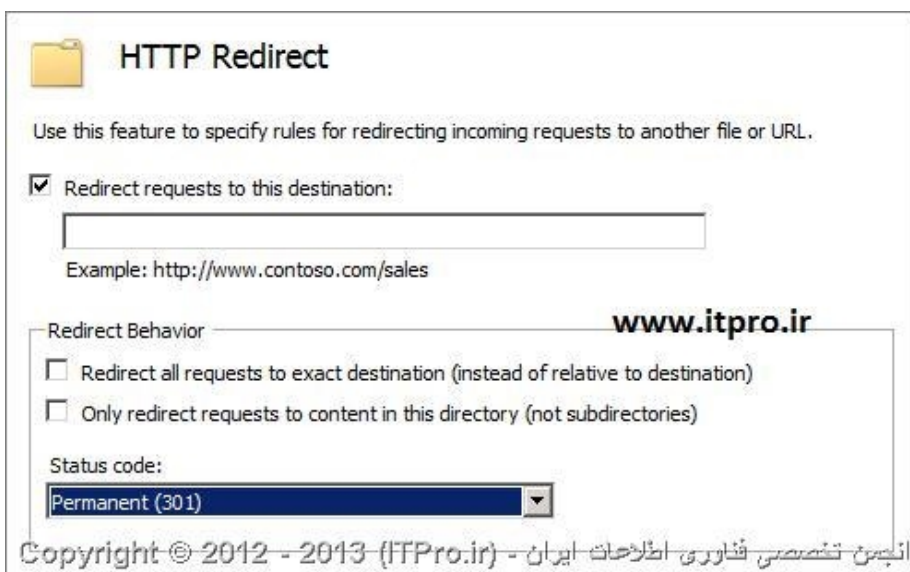 HTTP Redirect
Use this feature to specify rules for redirecting incoming requests to another file or URL.
Redirect requests to this destination:
Example: http://www.contoso.com/sales
www.itpro.ir
Redirect Behavior
Redirect all requests to exact destination (instead of relative to destination)
Only redirect requests to content in this directory (not subdirectories)
Status code:
Permanent (301)
Copyright © 2012 - 2013 (ITPro.ir) - انجمن تخصصی فناوری اطلاعات ایران